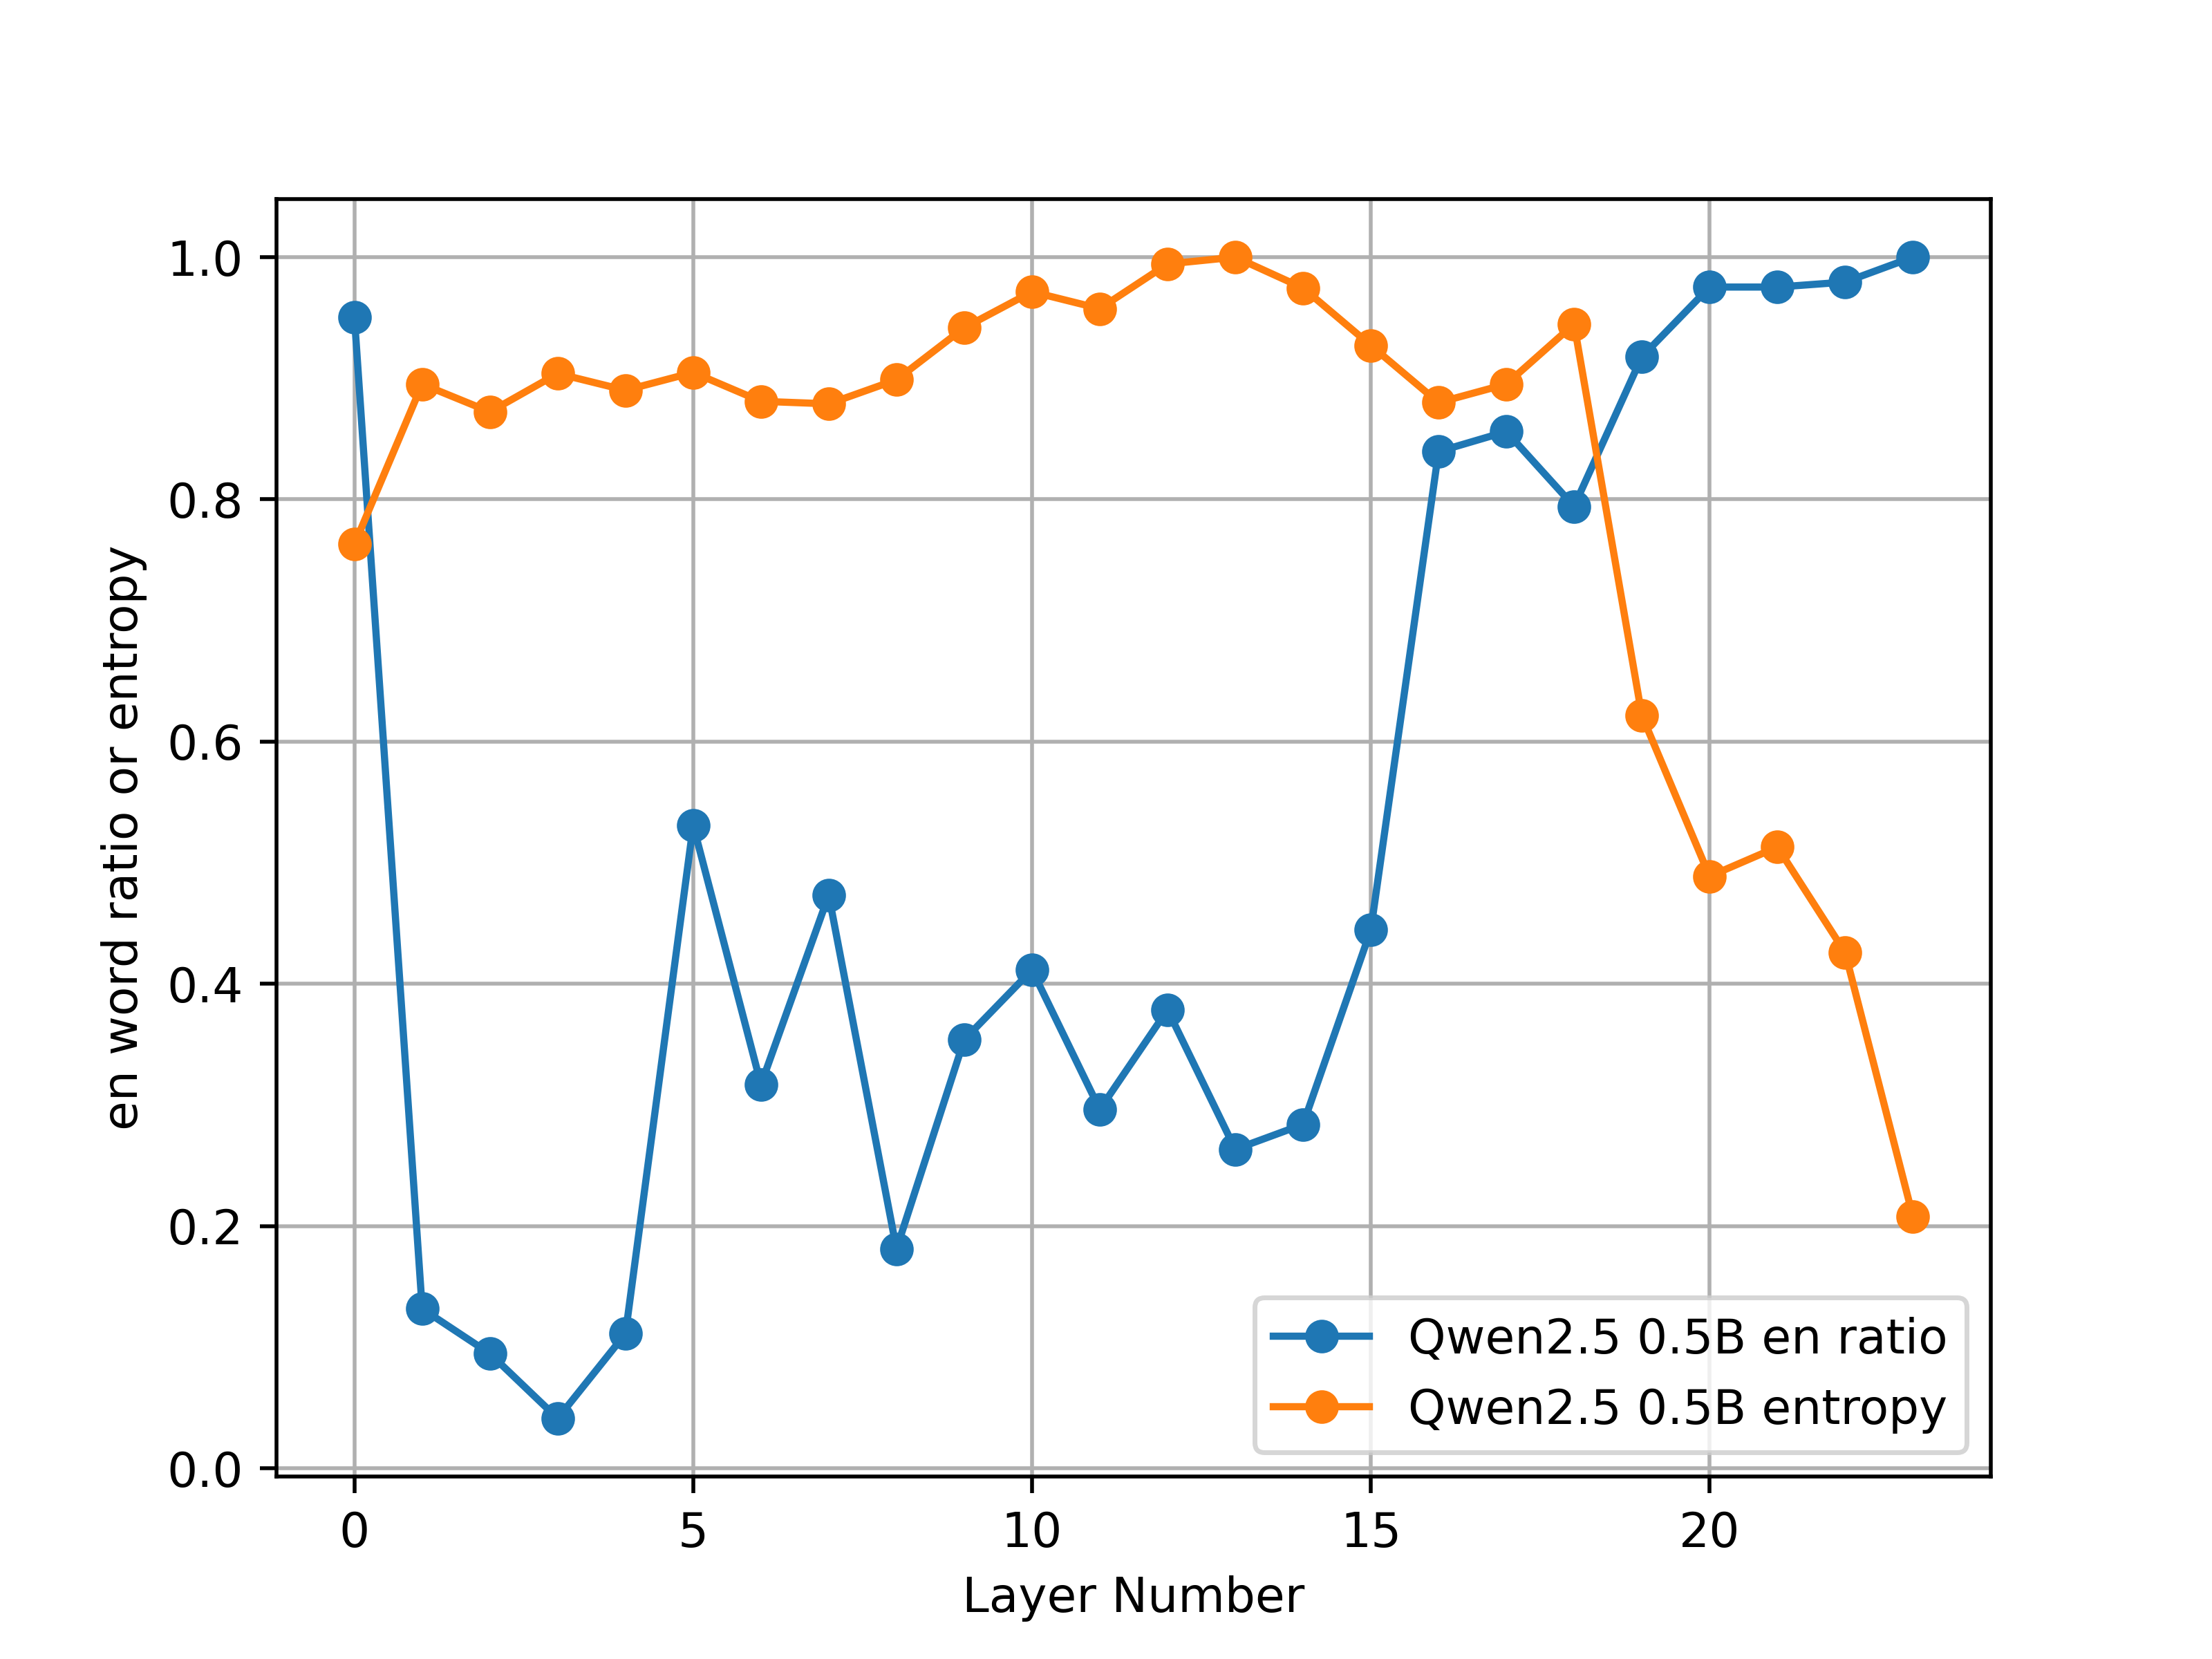 en word ratio or entropy
1.0
0.8
0.6
0.4
0.2
0.0
0 5 10 15 20
Layer Number
Qwen2.5 0.5B en ratio
Qwen2.5 0.5B entropy